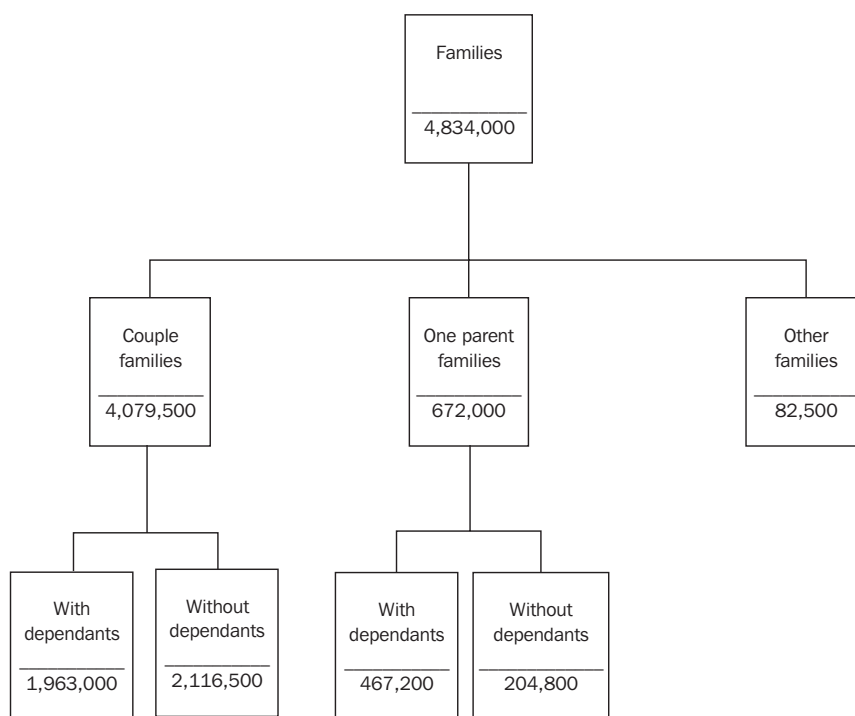 Families
4,834,000
Couple
families
4,079,500
One parent
families
672,000
Other
families
82,500
With
dependants
1,963,000
Without
dependants
2,116,500
With
dependants
467,200
Without
dependants
204,800